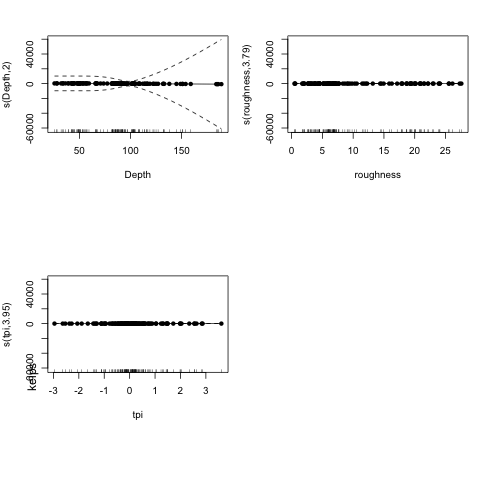 s(Depth,2)
-60000 0 40000
50 100 150
Depth
s(roughness,3.79)
-60000 0 40000
0 5 10 15 20 25
roughness
s(tpi,3.95)
0 40000
-3 -2 -1 0 1 2 3
tpi
kelps